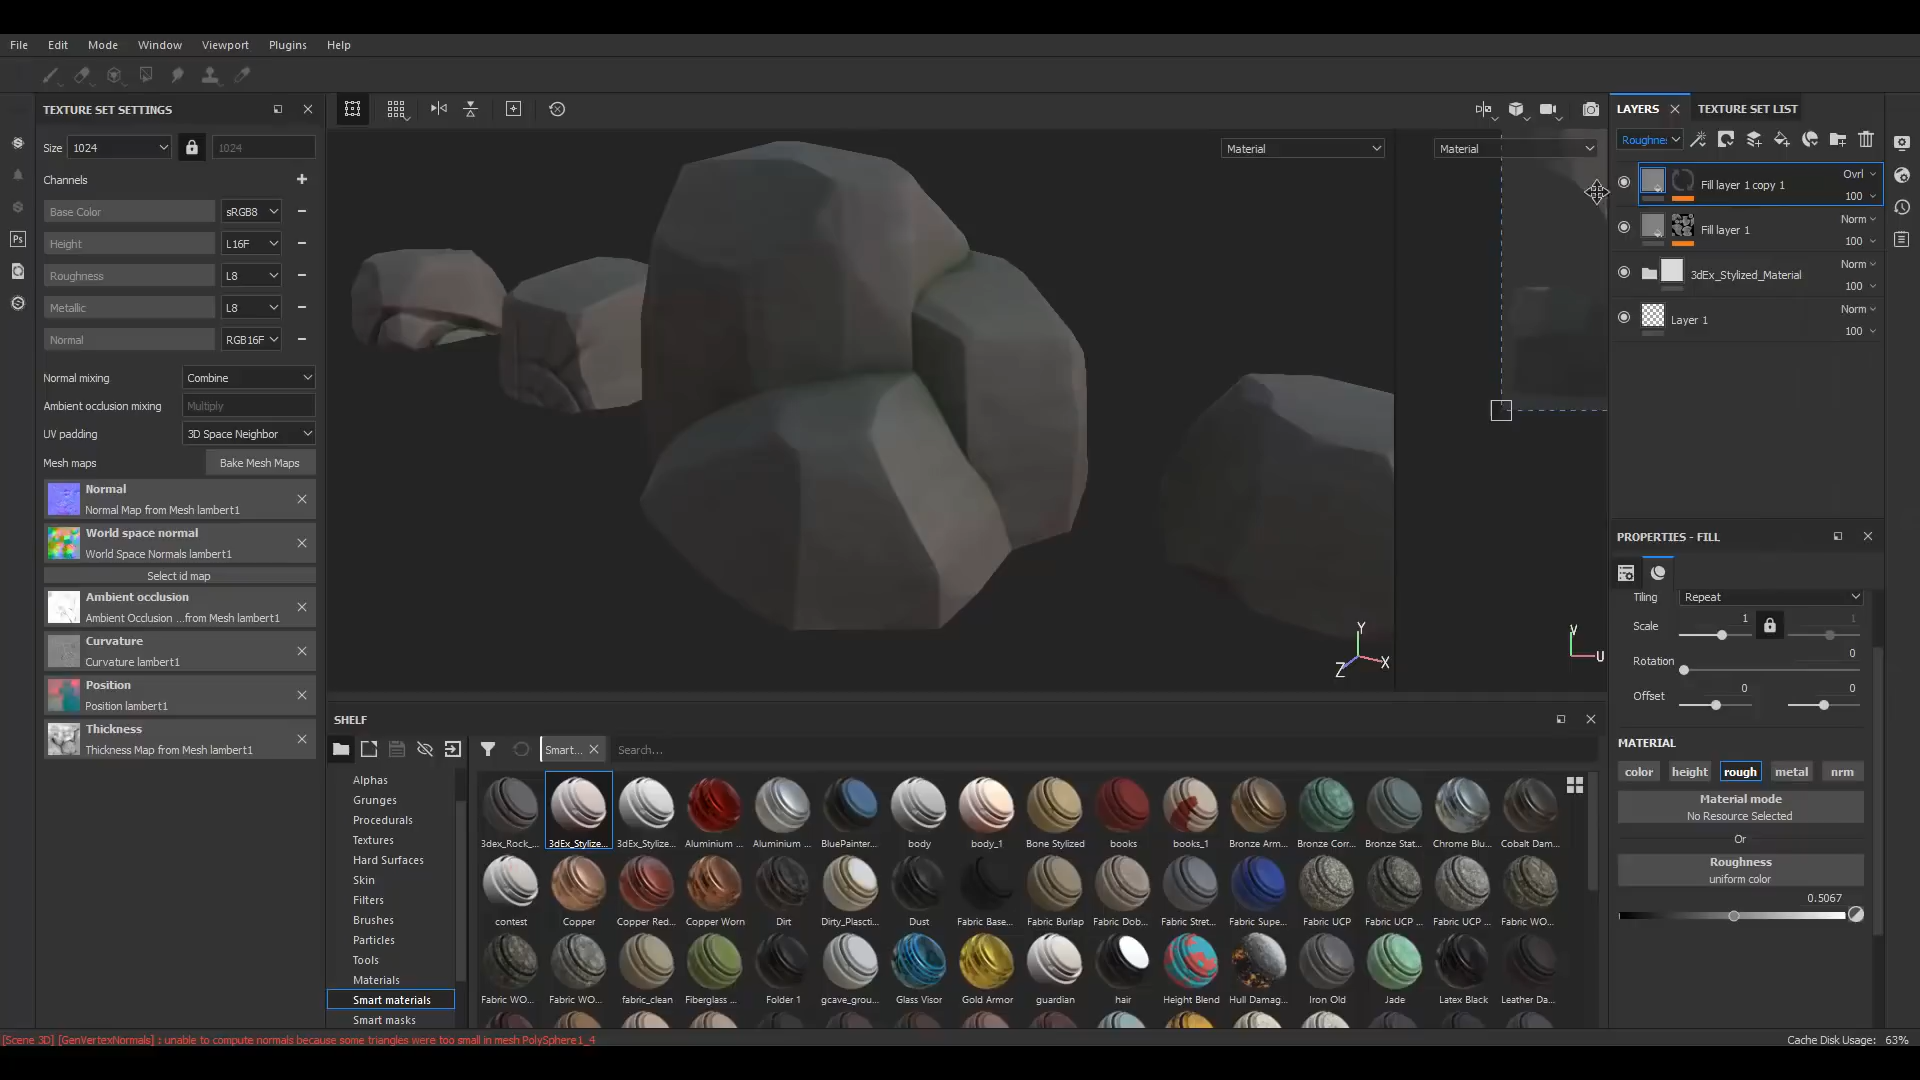 File Edit Mode Window Viewport Plugins Help
TEXTURE SET SETTINGS
Size 1024 1024
Channels
Base Color sRGB8
Height L16F
Roughness L8
Metallic L8
Normal RGB16F
Normal mixing Combine
Ambient occlusion mixing Multiply
UV padding 3D Space Neighbor
Mesh maps Bake Mesh Maps
Normal
Normal Map from Mesh lambert1
World space normal
World Space Normals lambert1
Select id map
Ambient occlusion
Ambient Occlusion ...from Mesh lambert1
Curvature
Curvature lambert1
Position
Position lambert1
Thickness
Thickness Map from Mesh lambert1
Ps
Material
Material
Y
X
Z
V
U
LAYERS TEXTURE SET LIST
Roughne:
Fill layer 1 copy 1 Ovrl 100
Fill layer 1 Norm 100
3dEx_Stylized_Material Norm 100
Layer 1 Norm 100
PROPERTIES - FILL
Tiling Repeat
Scale 1 1
Rotation 0
Offset 0 0
MATERIAL
color height rough metal nrm
Material mode
No Resource Selected
Or
Roughness
uniform color
0.5067
SHELF
Smart... Search...
Alphas
Grunges
Procedurals
Textures
Hard Surfaces
Skin
Filters
Brushes
Particles
Tools
Materials
Smart materials
Smart masks
3dex_Rock_... 3dEx_Stylize... 3dEx_Stylize... Aluminium ... Aluminium ... BluePainter... body body_1 Bone Stylized books books_1 Bronze Arm... Bronze Corr... Bronze Stat... Chrome Blu... Cobalt Dam...
contest Copper Copper Red... Copper Worn Dirt Dirty_Plascti... Dust Fabric Base... Fabric Burlap Fabric Dob... Fabric Stret... Fabric Supe... Fabric UCP Fabric UCP ... Fabric UCP ... Fabric WO...
Fabric WO... Fabric WO... fabric_clean Fiberglass ... Folder 1 gcave_grou... Glass Visor Gold Armor guardian hair Height Blend Hull Damag... Iron Old Jade Latex Black Leather Da...
[Scene 3D] [GenVertexNormals] : unable to compute normals because some triangles were too small in mesh PolySphere1_4
Cache Disk Usage: 63%